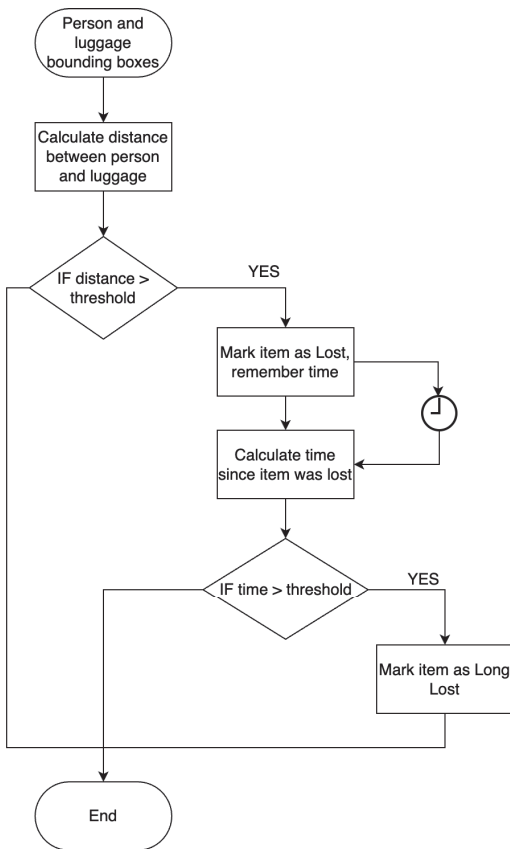 Person and
luggage
bounding boxes
Calculate distance
between person
and luggage
IF distance >
threshold
YES
Mark item as Lost,
remember time
Calculate time
since item was lost
IF time > threshold
YES
Mark item as Long
Lost
End